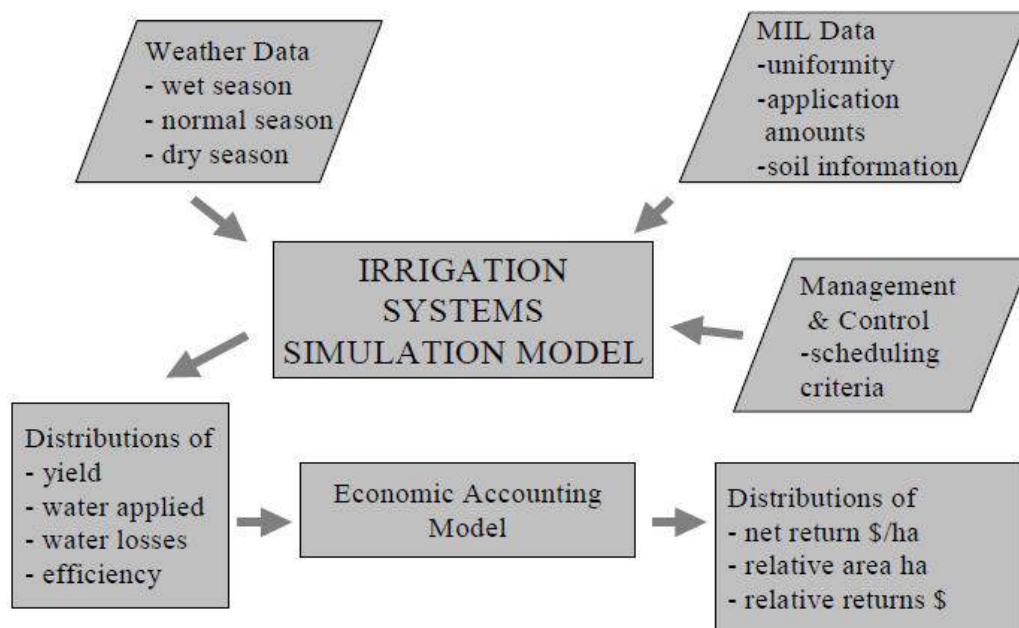 Weather Data
- wet season
- normal season
- dry season
MIL Data
-uniformity
-application
amounts
-soil information
IRRIGATION
SYSTEMS
SIMULATION MODEL
Management
& Control
-scheduling
criteria
Distributions of
- yield
- water applied
- water losses
- efficiency
Economic Accounting
Model
Distributions of
- net return $/ha
- relative area ha
- relative returns $